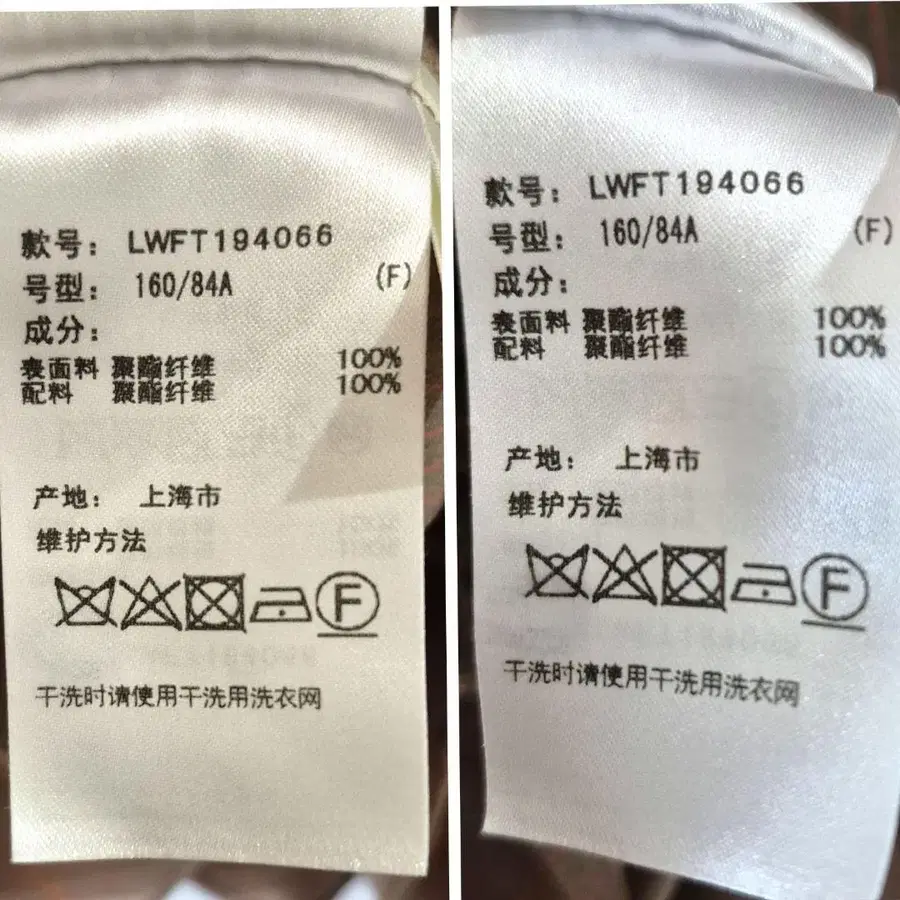 款号： LWFT194066
号型： 160/84A (F)
成分：
表面料 聚酯纤维 100%
配料 聚酯纤维 100%
产地： 上海市
维护方法
F
干洗时请使用干洗用洗衣网
款号： LWFT194066
号型： 160/84A (F)
成分：
表面料 聚酯纤维 100%
配料 聚酯纤维 100%
产地： 上海市
维护方法
F
干洗时请使用干洗用洗衣网